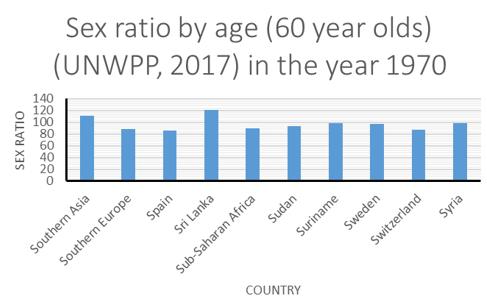 Sex ratio by age (60 year olds)
(UNWPP, 2017) in the year 1970
SEX RATIO
140
120
100
80
60
40
20
0
Southern Asia
Southern Europe
Spain
Sri Lanka
Sub-Saharan Africa
Sudan
Suriname
Sweden
Switzerland
Syria
COUNTRY